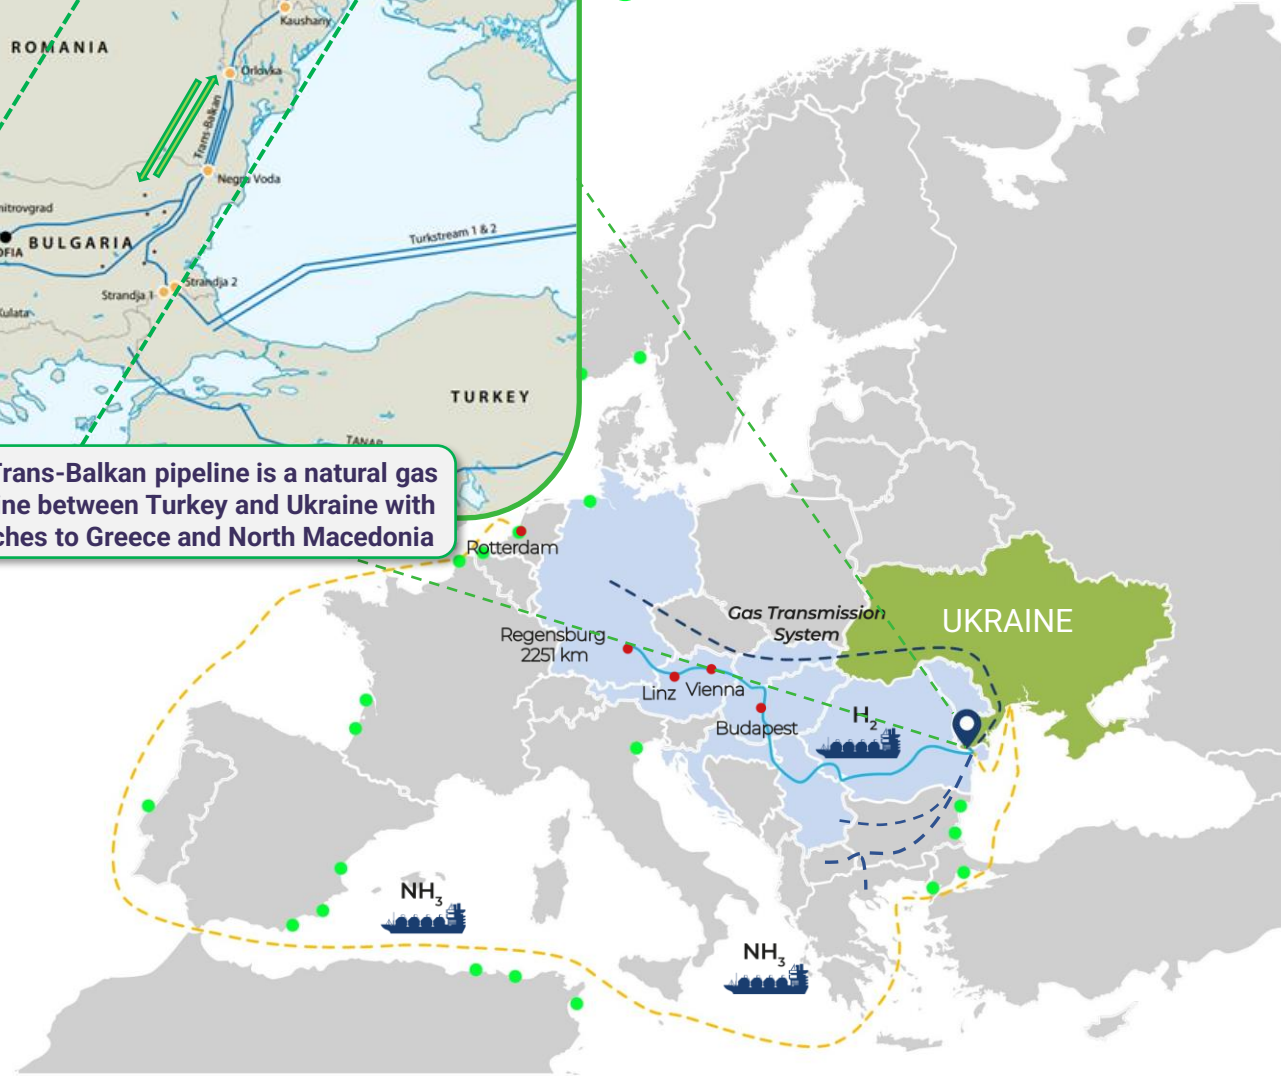 Kaushany
ROMANIA
Orlovka
Trans-Balkan
Negru Voda
mitrovgrad
BULGARIA
OFIA
Turkstream 1 & 2
Strandja 2
Strandja 1
Kulata
TURKEY
TANAP
Trans-Balkan pipeline is a natural gas
ine between Turkey and Ukraine with
ches to Greece and North Macedonia
Rotterdam
Gas Transmission
System
UKRAINE
Regensburg
2251 km
Linz
Vienna
Budapest
H2
NH3
NH3